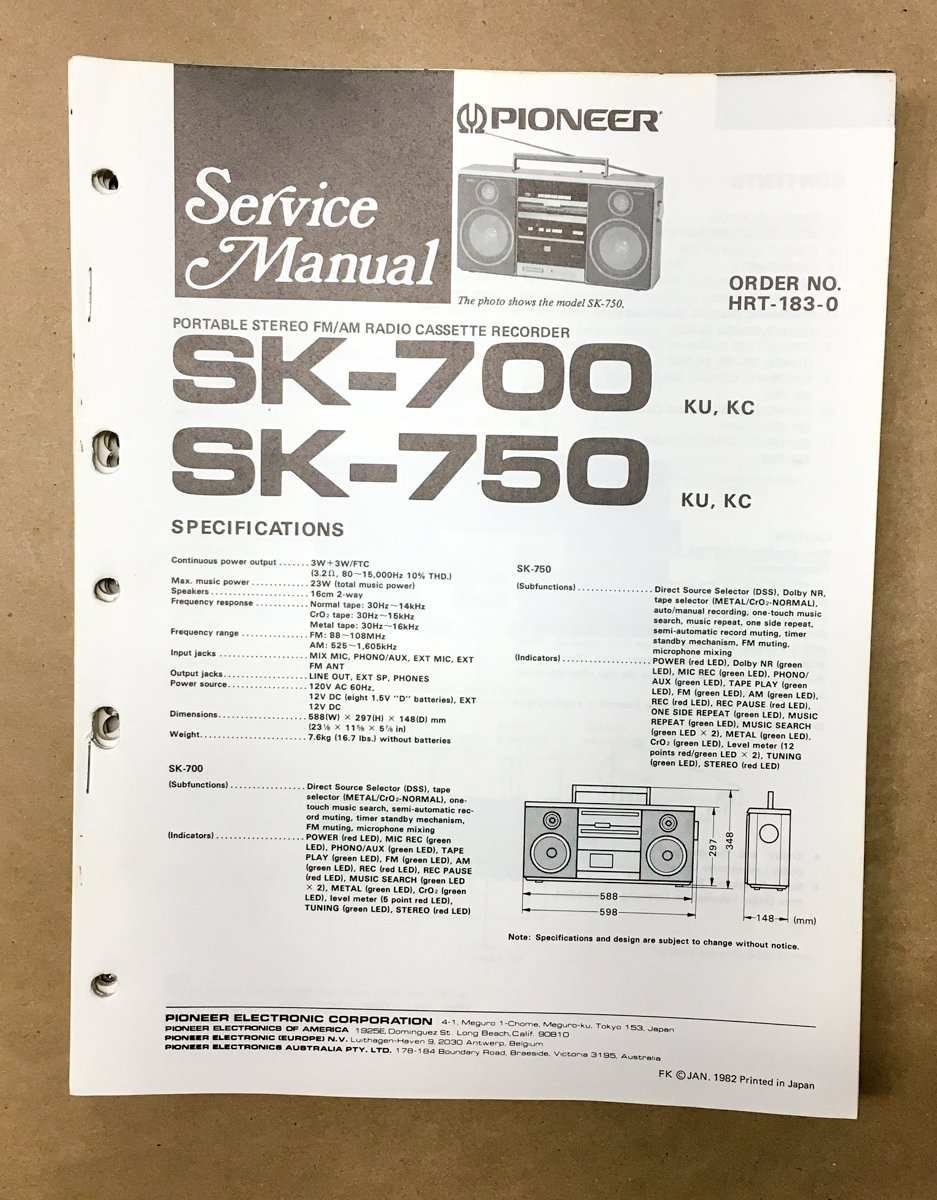 Service
Manual
PIONEER
The photo shows the model SK-750.
ORDER NO.
HRT-183-0
PORTABLE STEREO FM/AM RADIO CASSETTE RECORDER
SK-700 KU, KC
SK-750 KU, KC
SPECIFICATIONS
Continuous power output ....... 3W+3W/FTC
(3.2Ω, 80~15,000Hz 10% THD.)
Max. music power ............ 23W (total music power)
Speakers .................... 16cm 2-way
Frequency response ........... Normal tape: 30Hz~14kHz
CrO₂ tape: 30Hz~15kHz
Metal tape: 30Hz~16kHz
Frequency range .............. FM: 88~108MHz
AM: 525~1,605kHz
Input jacks .................. MIX MIC, PHONO/AUX, EXT MIC, EXT
FM ANT
Output jacks.................. LINE OUT, EXT SP, PHONES
Power source.................. 120V AC 60Hz,
12V DC (eight 1.5V "D" batteries), EXT
12V DC
Dimensions.................... 588(W) × 297(H) × 148(D) mm
(23⅛ × 11⅝ × 5⅞ in)
Weight........................ 7.6kg (16.7 lbs.) without batteries
SK-700
(Subfunctions) ................ Direct Source Selector (DSS), tape
selector (METAL/CrO₂-NORMAL), one-
touch music search, semi-automatic rec-
ord muting, timer standby mechanism,
FM muting, microphone mixing
(Indicators) .................. POWER (red LED), MIC REC (green
LED), PHONO/AUX (green LED), TAPE
PLAY (green LED), FM (green LED), AM
(green LED), REC (red LED), REC PAUSE
(red LED), MUSIC SEARCH (green LED
× 2), METAL (green LED), CrO₂ (green
LED), level meter (5 point red LED),
TUNING (green LED), STEREO (red LED)
SK-750
(Subfunctions) ................ Direct Source Selector (DSS), Dolby NR,
tape selector (METAL/CrO₂-NORMAL),
auto/manual recording, one-touch music
search, music repeat, one side repeat,
semi-automatic record muting, timer
standby mechanism, FM muting,
microphone mixing
(Indicators) .................. POWER (red LED), Dolby NR (green
LED), MIC REC (green LED), PHONO/
AUX (green LED), TAPE PLAY (green
LED), FM (green LED), AM (green LED),
REC (red LED), REC PAUSE (red LED),
ONE SIDE REPEAT (green LED), MUSIC
REPEAT (green LED), MUSIC SEARCH
(green LED × 2), METAL (green LED),
CrO₂ (green LED), Level meter (12
points red/green LED × 2), TUNING
(green LED), STEREO (red LED)
297
348
588
598
148 (mm)
Note: Specifications and design are subject to change without notice.
PIONEER ELECTRONIC CORPORATION 4-1, Meguro 1-Chome, Meguro-ku, Tokyo 153, Japan
PIONEER ELECTRONICS OF AMERICA 1925E, Dominguez St. Long Beach, Calif. 90810
PIONEER ELECTRONIC (EUROPE) N.V. Luithagen-Haven 9, 2030 Antwerp, Belgium
PIONEER ELECTRONICS AUSTRALIA PTY. LTD. 178-184 Boundary Road, Braeside, Victoria 3195, Australia
FK ©JAN. 1982 Printed in Japan